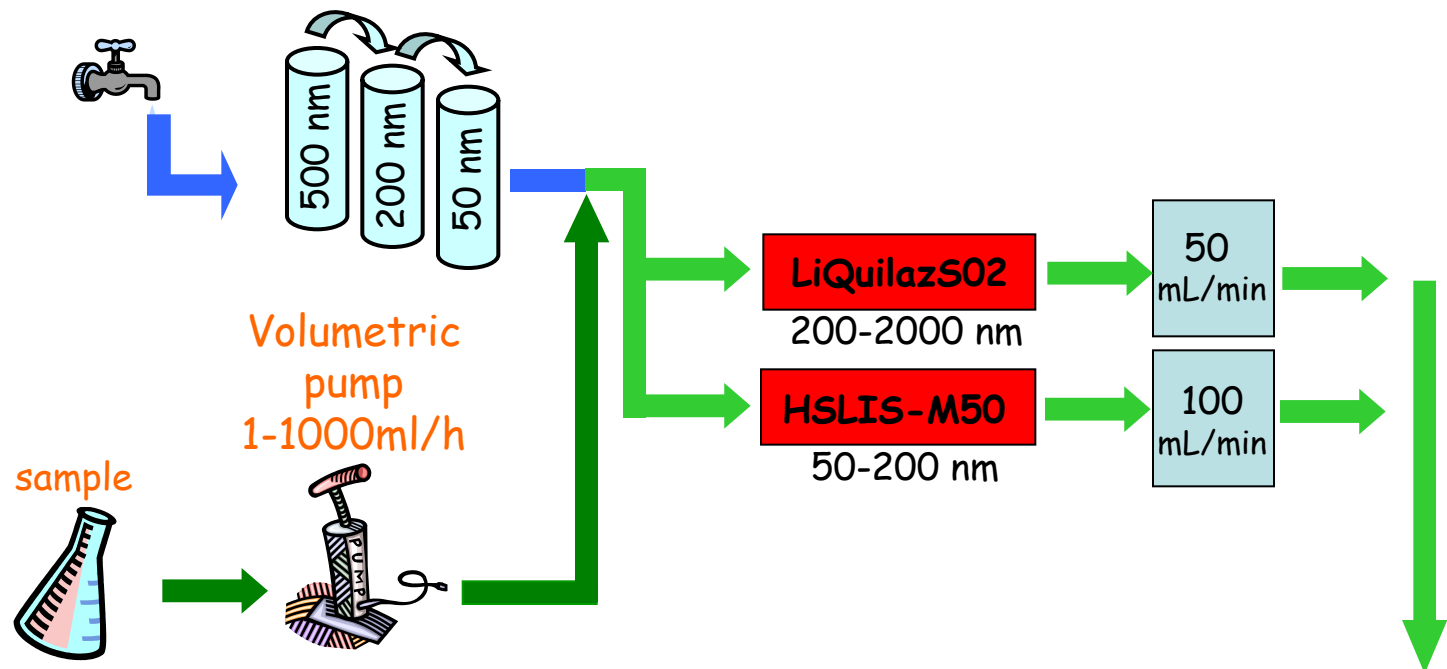 500 nm
200 nm
50 nm
Volumetric
pump
1-1000ml/h
sample
PUMP
LiQuilazS02
200-2000 nm
HSLIS-M50
50-200 nm
50
mL/min
100
mL/min